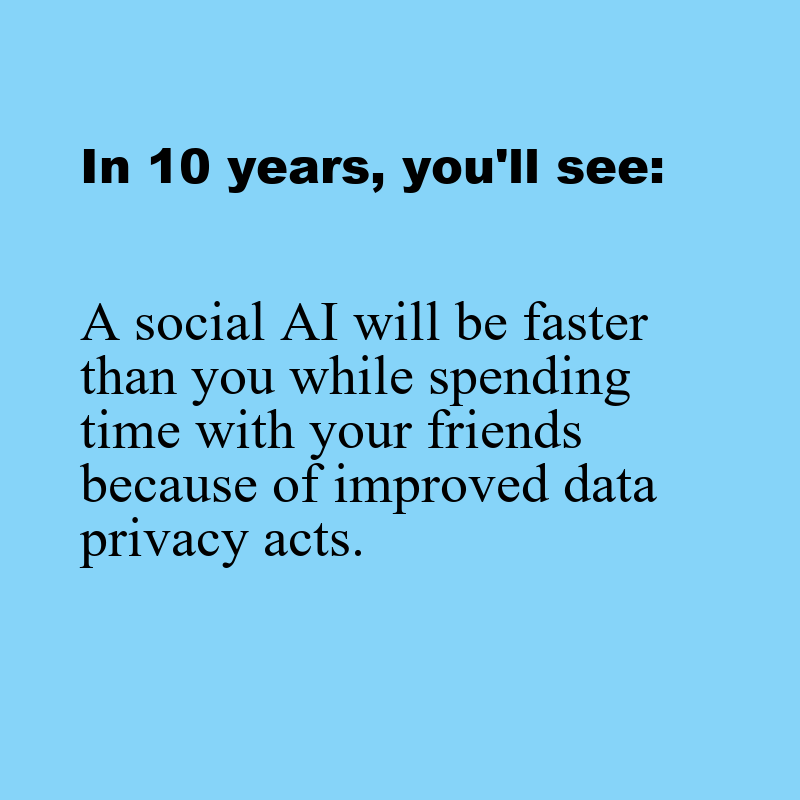 In 10 years, you'll see:
A social AI will be faster
than you while spending
time with your friends
because of improved data
privacy acts.